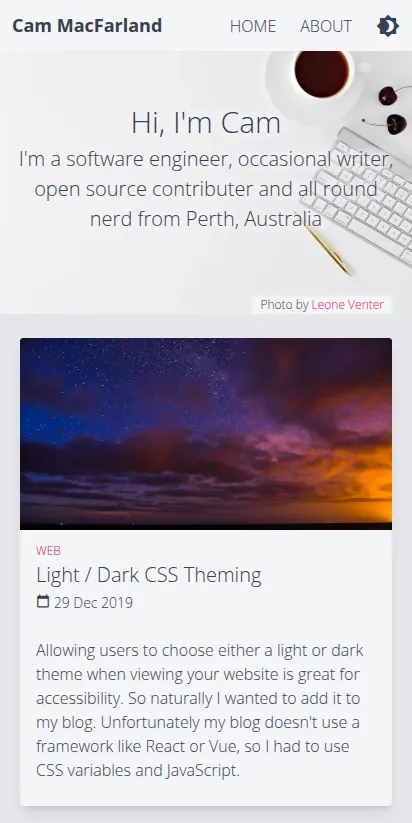 Cam MacFarland HOME ABOUT
Hi, I'm Cam
I'm a software engineer, occasional writer,
open source contributer and all round
nerd from Perth, Australia
Photo by Leone Venter
WEB
Light / Dark CSS Theming
29 Dec 2019
Allowing users to choose either a light or dark
theme when viewing your website is great for
accessibility. So naturally I wanted to add it to
my blog. Unfortunately my blog doesn't use a
framework like React or Vue, so I had to use
CSS variables and JavaScript.